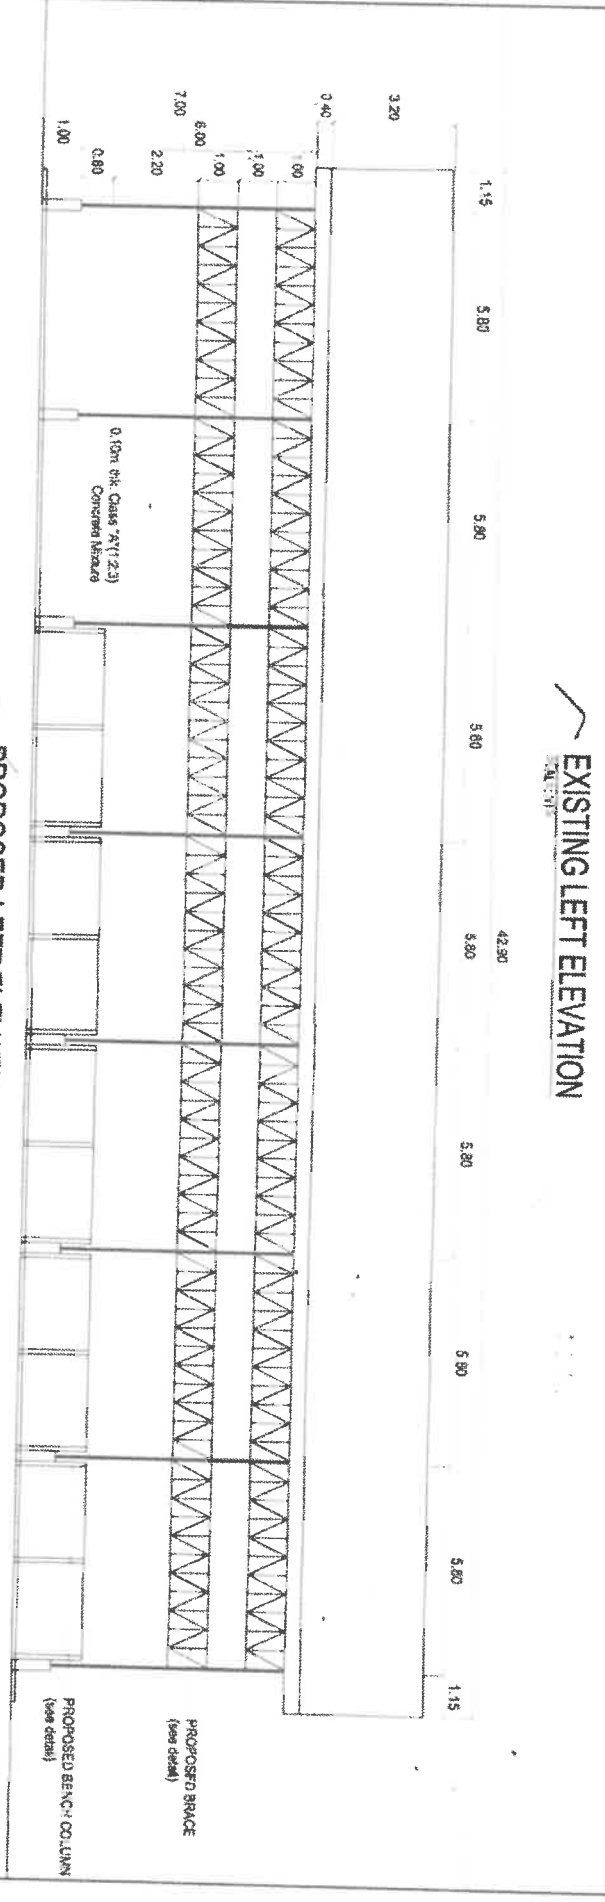 EXISTING LEFT ELEVATION
42.90
1.15
5.80
5.80
5.80
5.80
5.80
5.80
5.80
1.15
3.20
0.40
7.00
6.00
1.00
1.00
2.20
0.80
1.00
0.10m thk. Class "A"(1:2:3)
Concrete Mixture
PROPOSED BRACE
(see detail)
PROPOSED BENCH COLUMN
(see detail)